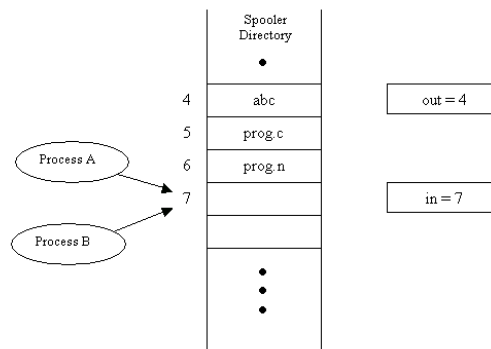 Spooler
Directory
4 abc out = 4
5 prog.c
Process A
6 prog.n
7 in = 7
Process B